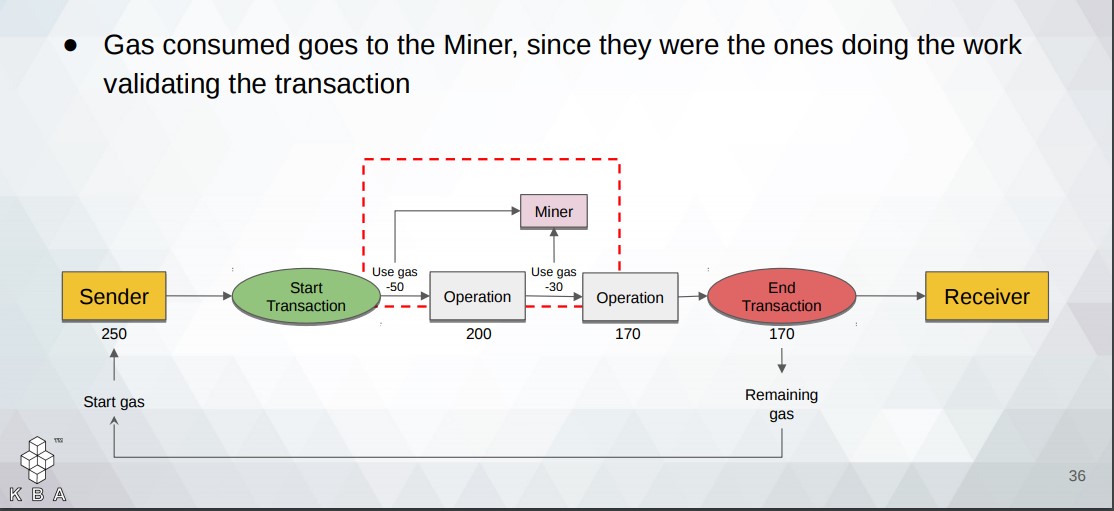 ● Gas consumed goes to the Miner, since they were the ones doing the work
validating the transaction
Miner
Use gas
-50
Use gas
-30
Sender
Start
Transaction
Operation
Operation
End
Transaction
Receiver
250
200
170
170
Start gas
Remaining
gas
TM
K B A
36